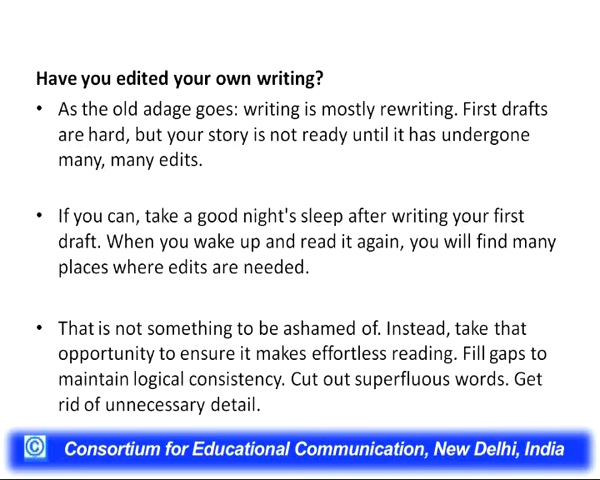 Have you edited your own writing?
• As the old adage goes: writing is mostly rewriting. First drafts
are hard, but your story is not ready until it has undergone
many, many edits.
• If you can, take a good night's sleep after writing your first
draft. When you wake up and read it again, you will find many
places where edits are needed.
• That is not something to be ashamed of. Instead, take that
opportunity to ensure it makes effortless reading. Fill gaps to
maintain logical consistency. Cut out superfluous words. Get
rid of unnecessary detail.
© Consortium for Educational Communication, New Delhi, India